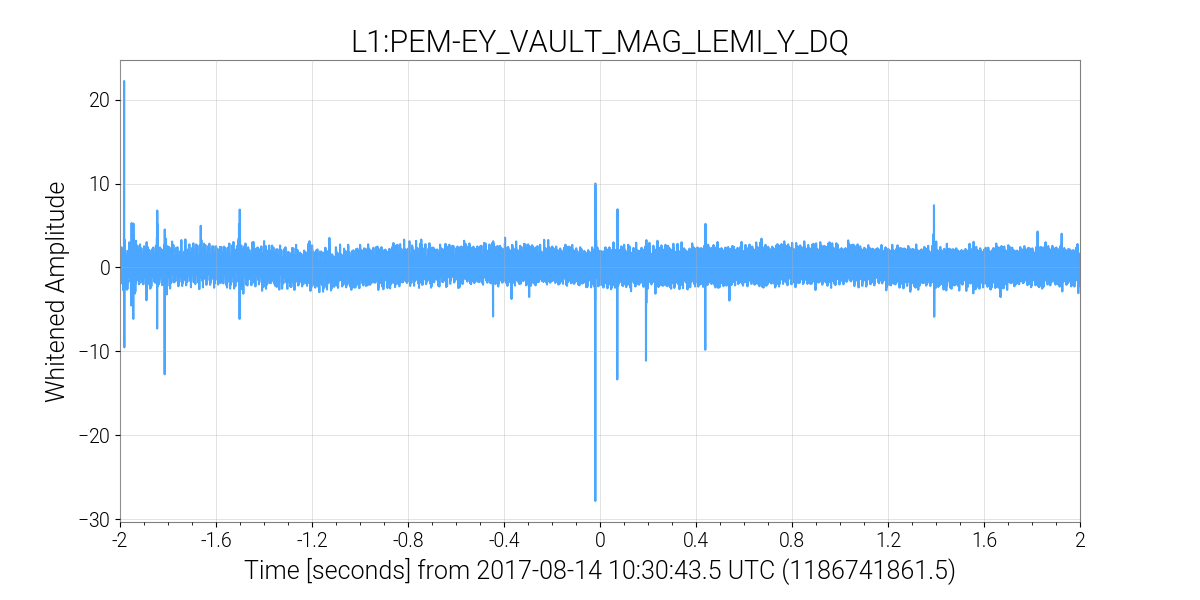 L1:PEM-EY_VAULT_MAG_LEMI_Y_DQ
Whitened Amplitude
20
10
0
−10
−20
−30
-2 -1.6 -1.2 -0.8 -0.4 0 0.4 0.8 1.2 1.6 2
Time [seconds] from 2017-08-14 10:30:43.5 UTC (1186741861.5)